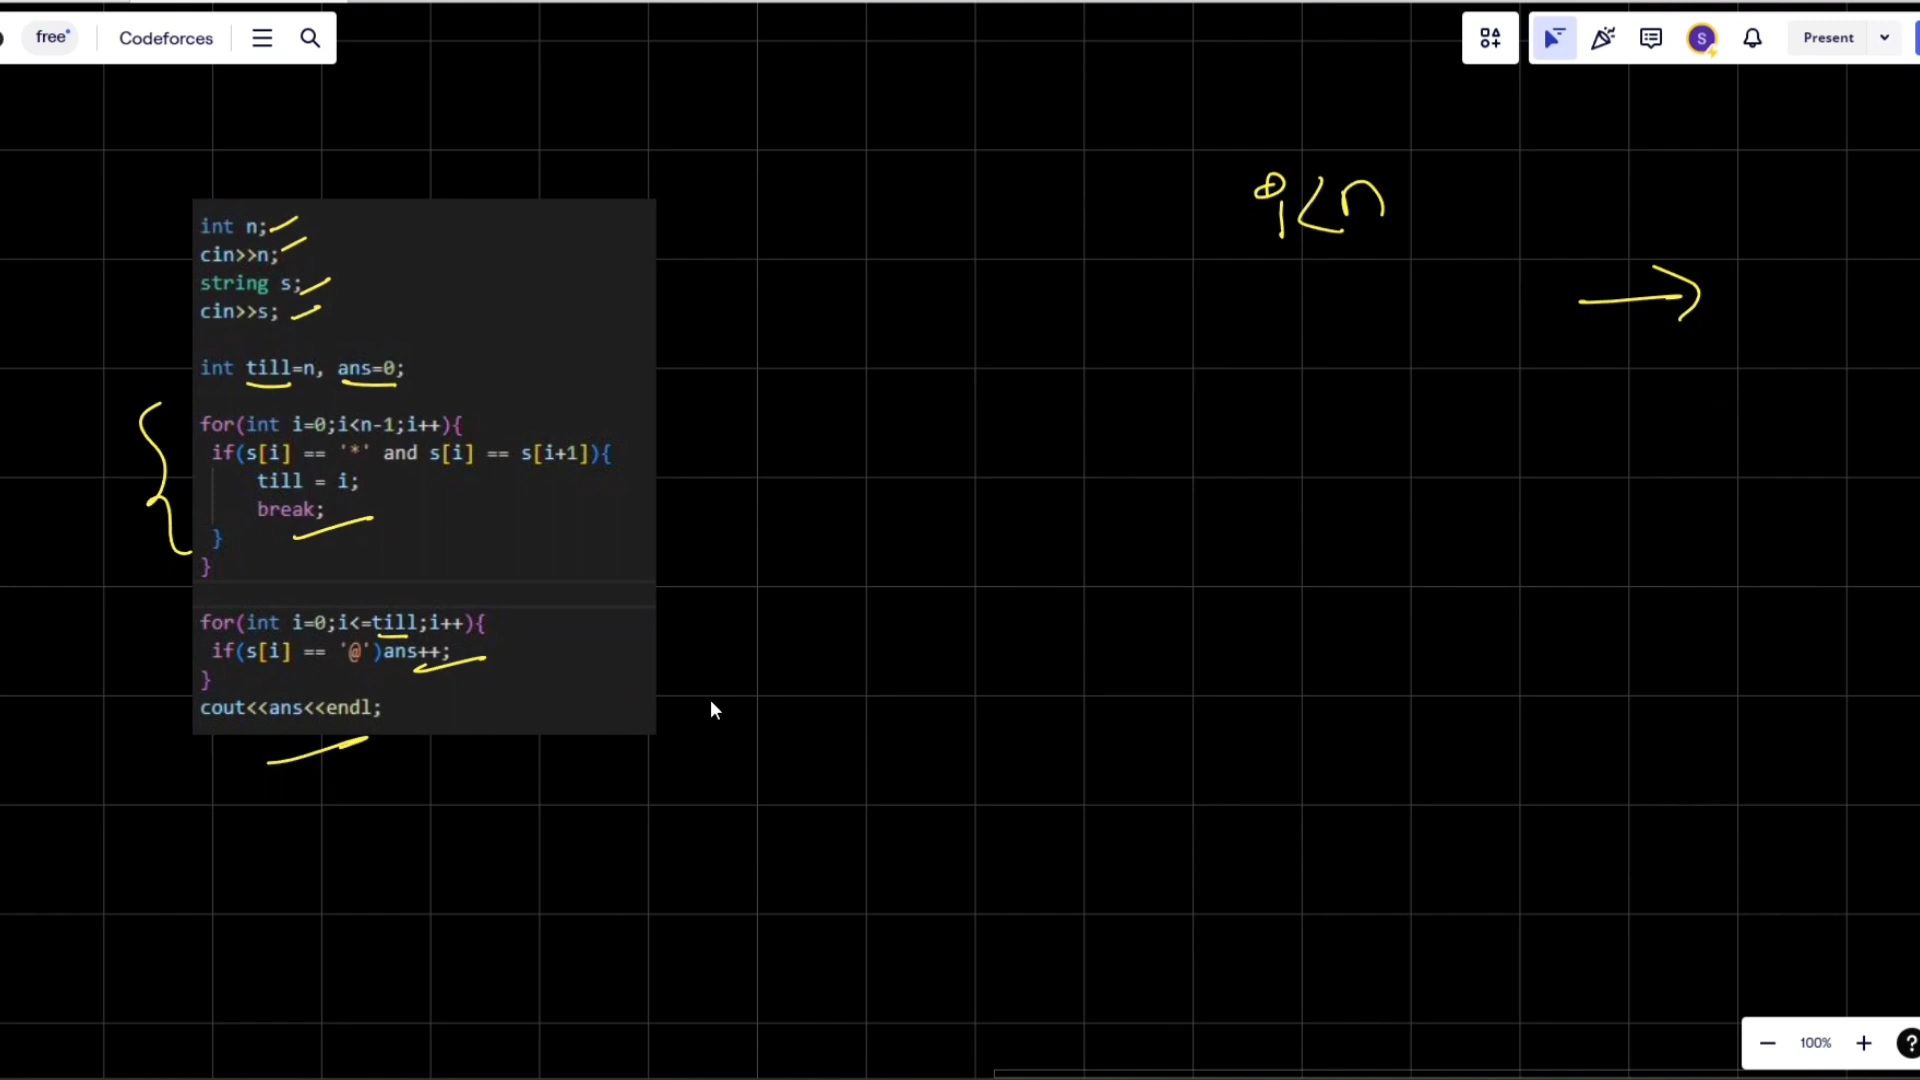 free
Codeforces
Present
i<n
int n;
cin>>n;
string s;
cin>>s;
int till=n, ans=0;
for(int i=0;i<n-1;i++){
if(s[i] == '*' and s[i] == s[i+1]){
till = i;
break;
}
}
for(int i=0;i<=till;i++){
if(s[i] == '@')ans++;
}
cout<<ans<<endl;
S
100%
?